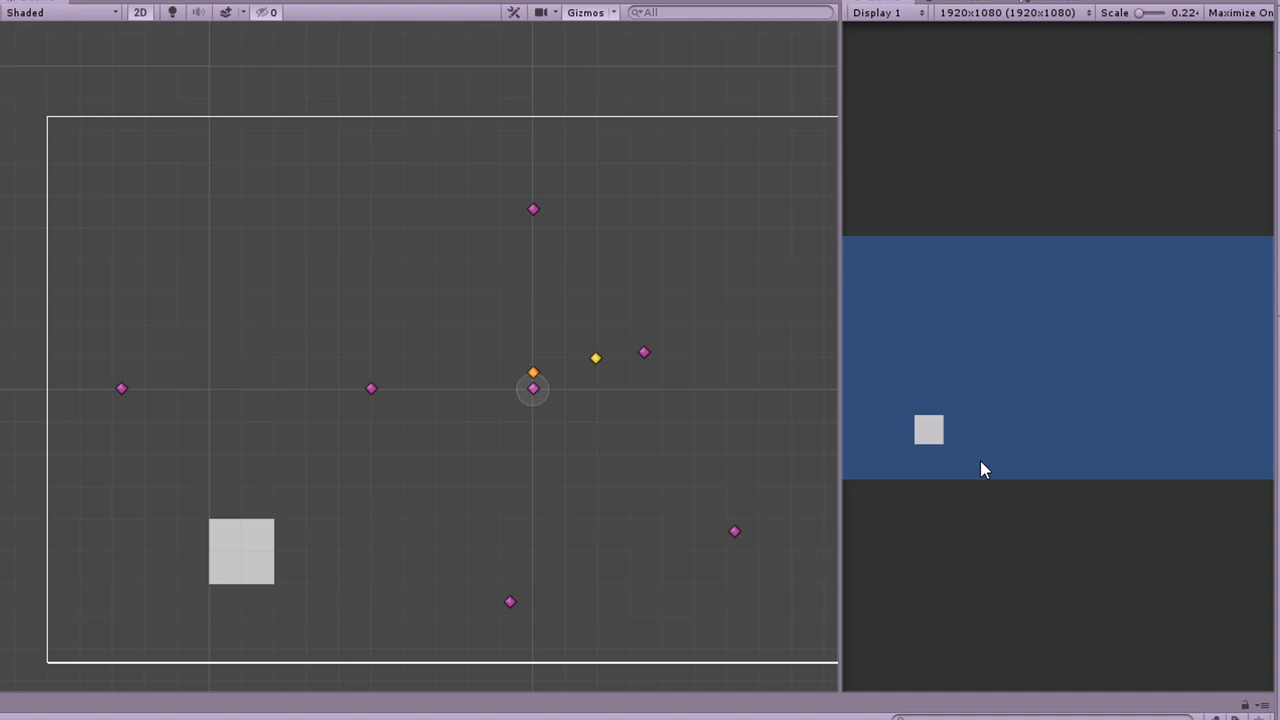 Shaded 2D 0 Gizmos All
Display 1 1920x1080 (1920x1080) Scale 0.22 Maximize On